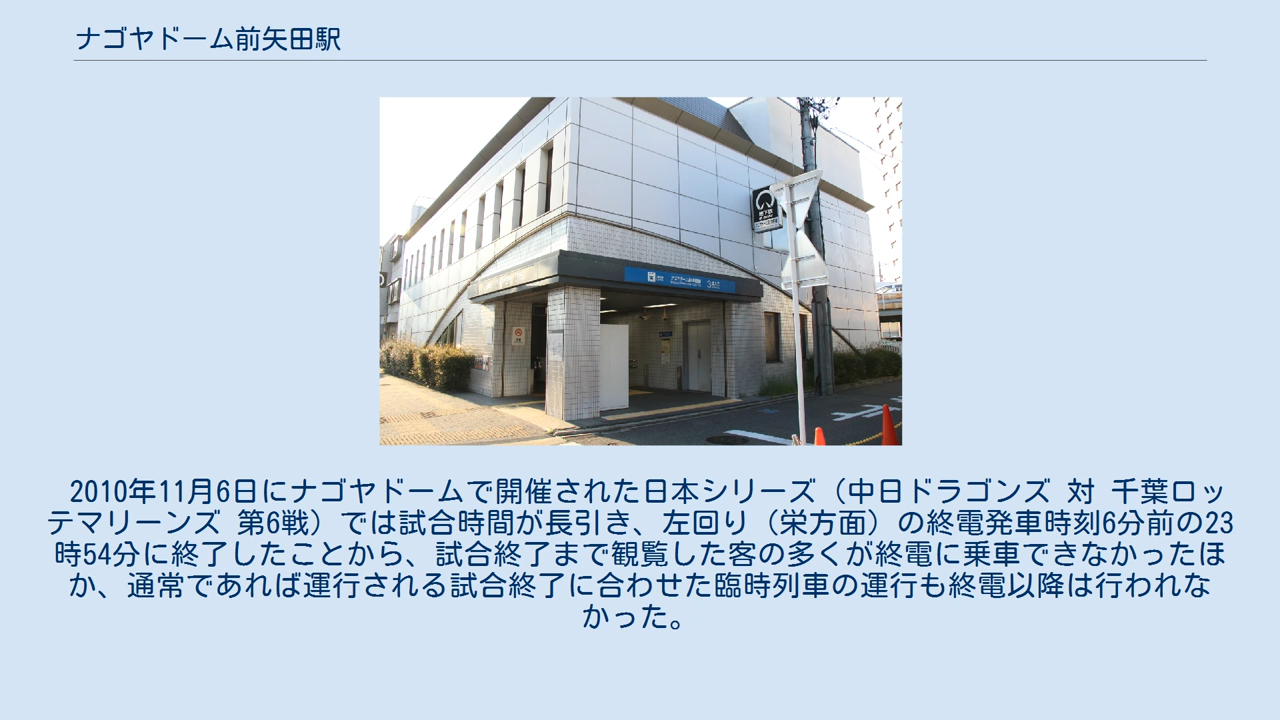 ナゴヤドーム前矢田駅
2010年11月6日にナゴヤドームで開催された日本シリーズ（中日ドラゴンズ 対 千葉ロッ
テマリーンズ 第6戦）では試合時間が長引き、左回り（栄方面）の終電発車時刻6分前の23
時54分に終了したことから、試合終了まで観覧した客の多くが終電に乗車できなかったほ
か、通常であれば運行される試合終了に合わせた臨時列車の運行も終電以降は行われな
かった。